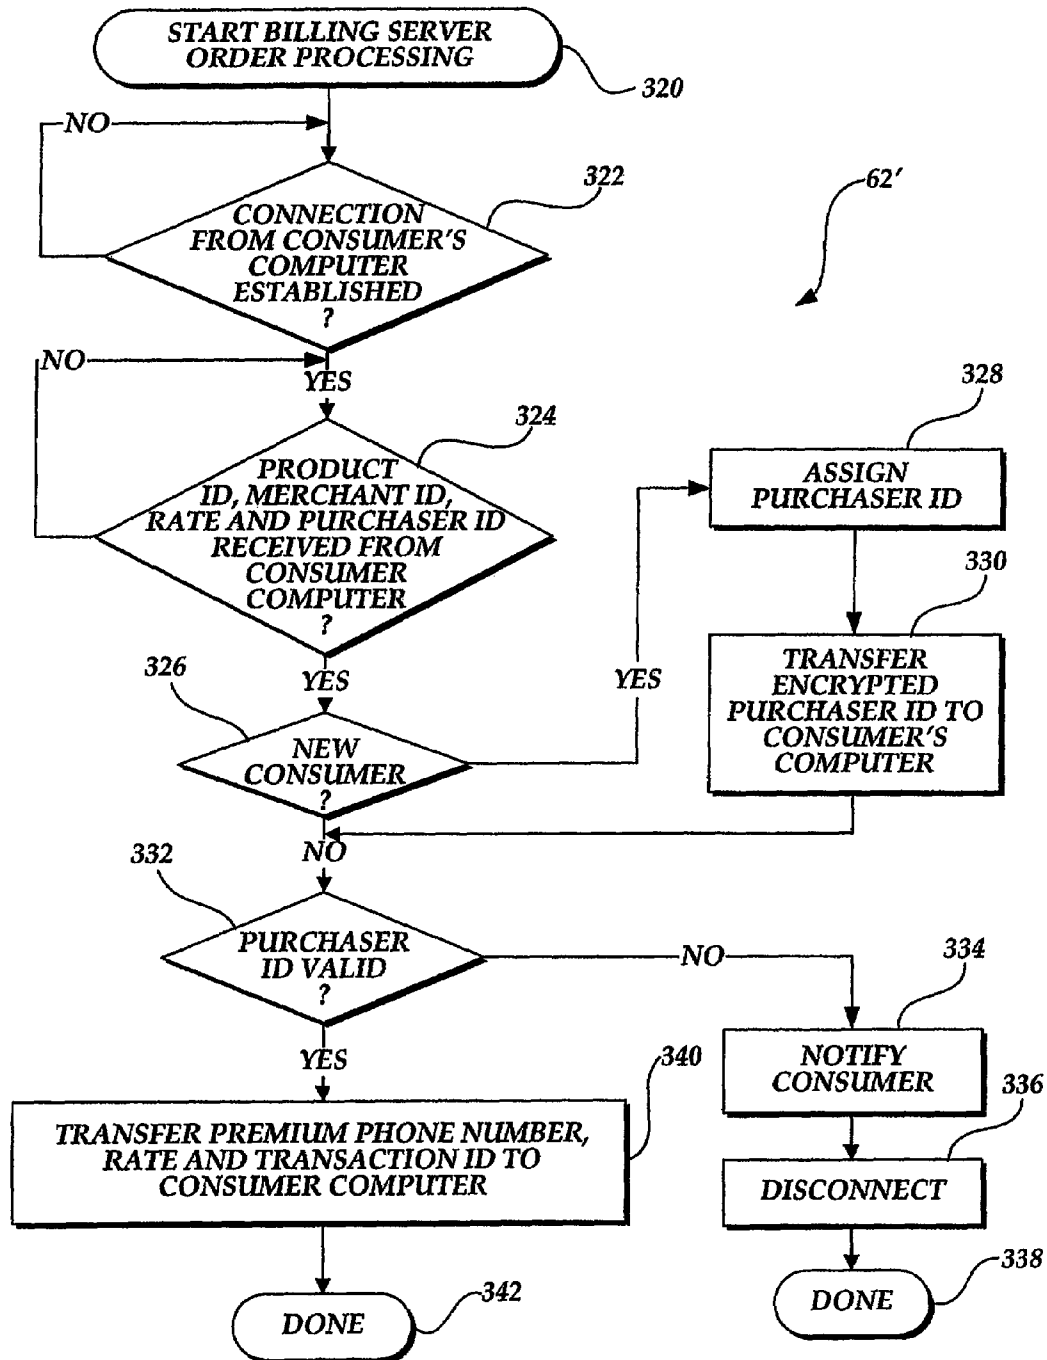 START BILLING SERVER
ORDER PROCESSING
320
NO
322
62'
CONNECTION
FROM CONSUMER'S
COMPUTER
ESTABLISHED
?
NO
YES
324
328
PRODUCT
ID, MERCHANT ID,
RATE AND PURCHASER ID
RECEIVED FROM
CONSUMER
COMPUTER
?
ASSIGN
PURCHASER ID
330
TRANSFER
ENCRYPTED
PURCHASER ID TO
CONSUMER'S
COMPUTER
326
YES
YES
NEW
CONSUMER
?
NO
332
PURCHASER
ID VALID
?
NO
334
YES
NOTIFY
CONSUMER
340
336
TRANSFER PREMIUM PHONE NUMBER,
RATE AND TRANSACTION ID TO
CONSUMER COMPUTER
DISCONNECT
338
DONE
342
DONE